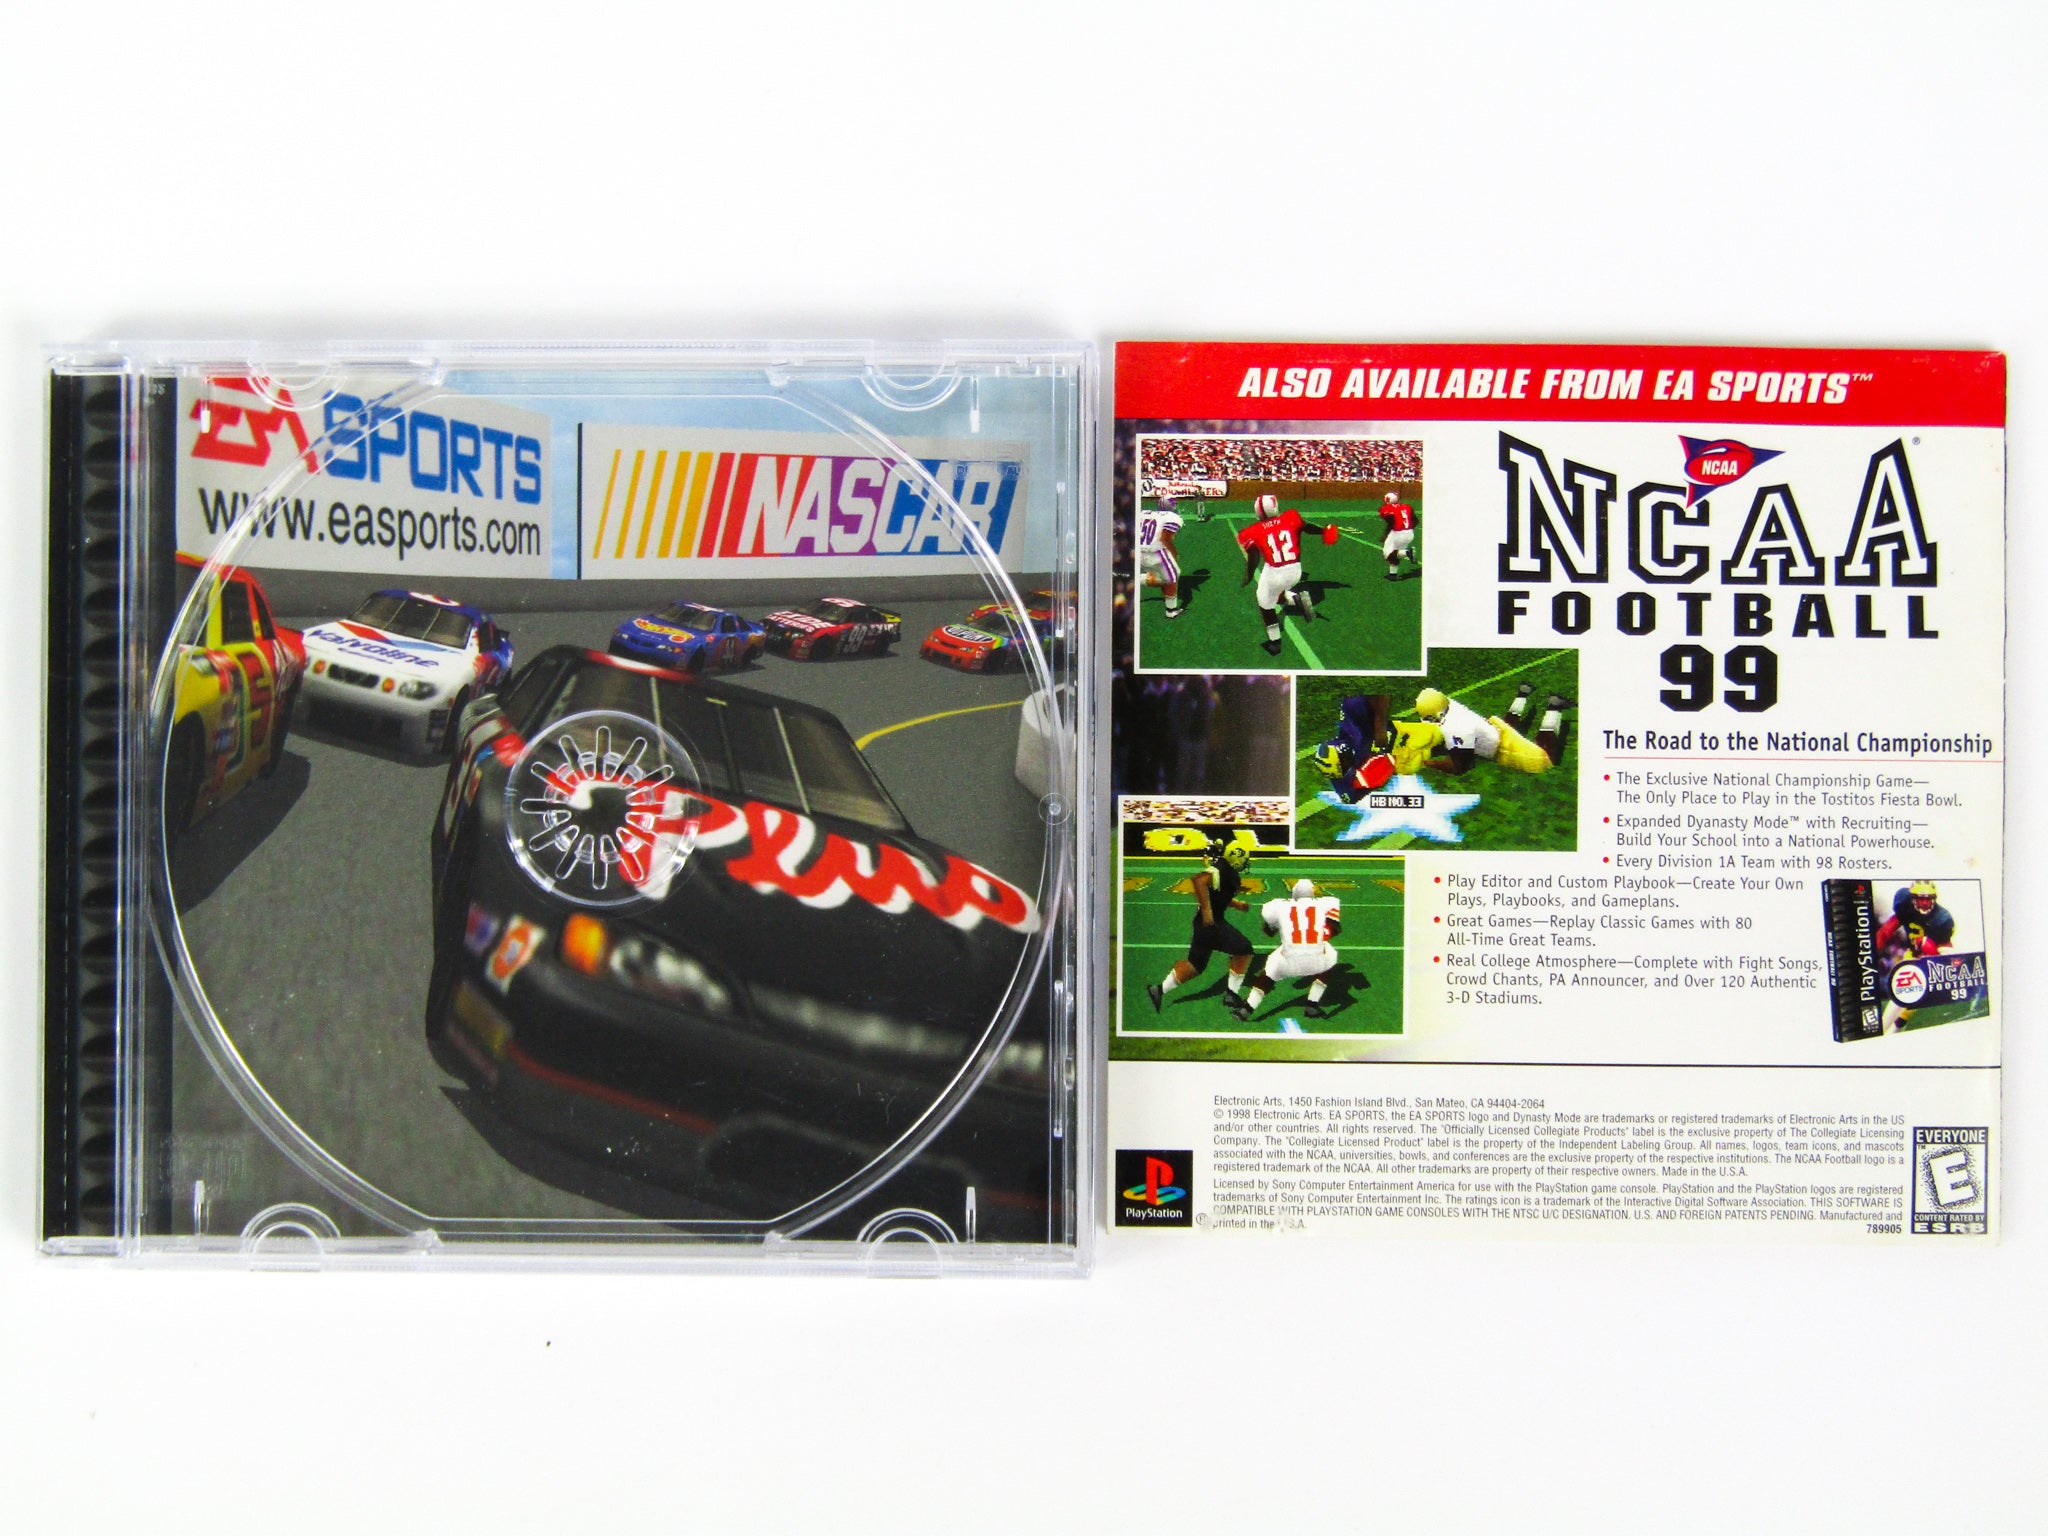 EA SPORTS
www.easports.com
NASCAR
Valvoline
ALSO AVAILABLE FROM EA SPORTS™
NCAA
NCAA®
FOOTBALL
99
50
12
5
HB NO. 33
11
The Road to the National Championship
• The Exclusive National Championship Game—
The Only Place to Play in the Tostitos Fiesta Bowl.
• Expanded Dyanasty Mode™ with Recruiting—
Build Your School into a National Powerhouse.
• Every Division 1A Team with 98 Rosters.
• Play Editor and Custom Playbook—Create Your Own
Plays, Playbooks, and Gameplans.
• Great Games—Replay Classic Games with 80
All-Time Great Teams.
• Real College Atmosphere—Complete with Fight Songs,
Crowd Chants, PA Announcer, and Over 120 Authentic
3-D Stadiums.
PlayStation
EA
SPORTS
NCAA
FOOTBALL
99
Electronic Arts, 1450 Fashion Island Blvd., San Mateo, CA 94404-2064
© 1998 Electronic Arts. EA SPORTS, the EA SPORTS logo and Dynasty Mode are trademarks or registered trademarks of Electronic Arts in the US
and/or other countries. All rights reserved. The "Officially Licensed Collegiate Products" label is the exclusive property of The Collegiate Licensing
Company. The "Collegiate Licensed Product" label is the property of the Independent Labeling Group. All names, logos, team icons, and mascots
associated with the NCAA, universities, bowls, and conferences are the exclusive property of the respective institutions. The NCAA Football logo is a
registered trademark of the NCAA. All other trademarks are property of their respective owners. Made in the U.S.A.
Licensed by Sony Computer Entertainment America for use with the PlayStation game console. PlayStation and the PlayStation logos are registered
trademarks of Sony Computer Entertainment Inc. The ratings icon is a trademark of the Interactive Digital Software Association. THIS SOFTWARE IS
COMPATIBLE WITH PLAYSTATION GAME CONSOLES WITH THE NTSC U/C DESIGNATION. U.S. AND FOREIGN PATENTS PENDING. Manufactured and
printed in the U.S.A.
789905
PlayStation
EVERYONE
E
CONTENT RATED BY
ESRB